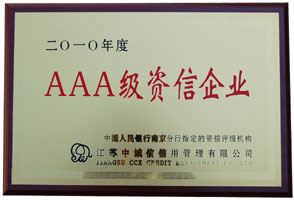 二〇一〇年度
AAA级资信企业
中国人民银行南京分行指定的资信评级机构
江苏中诚信信用管理有限公司
JIANGSU CCX CREDIT MANAGEMENT CO.,LTD